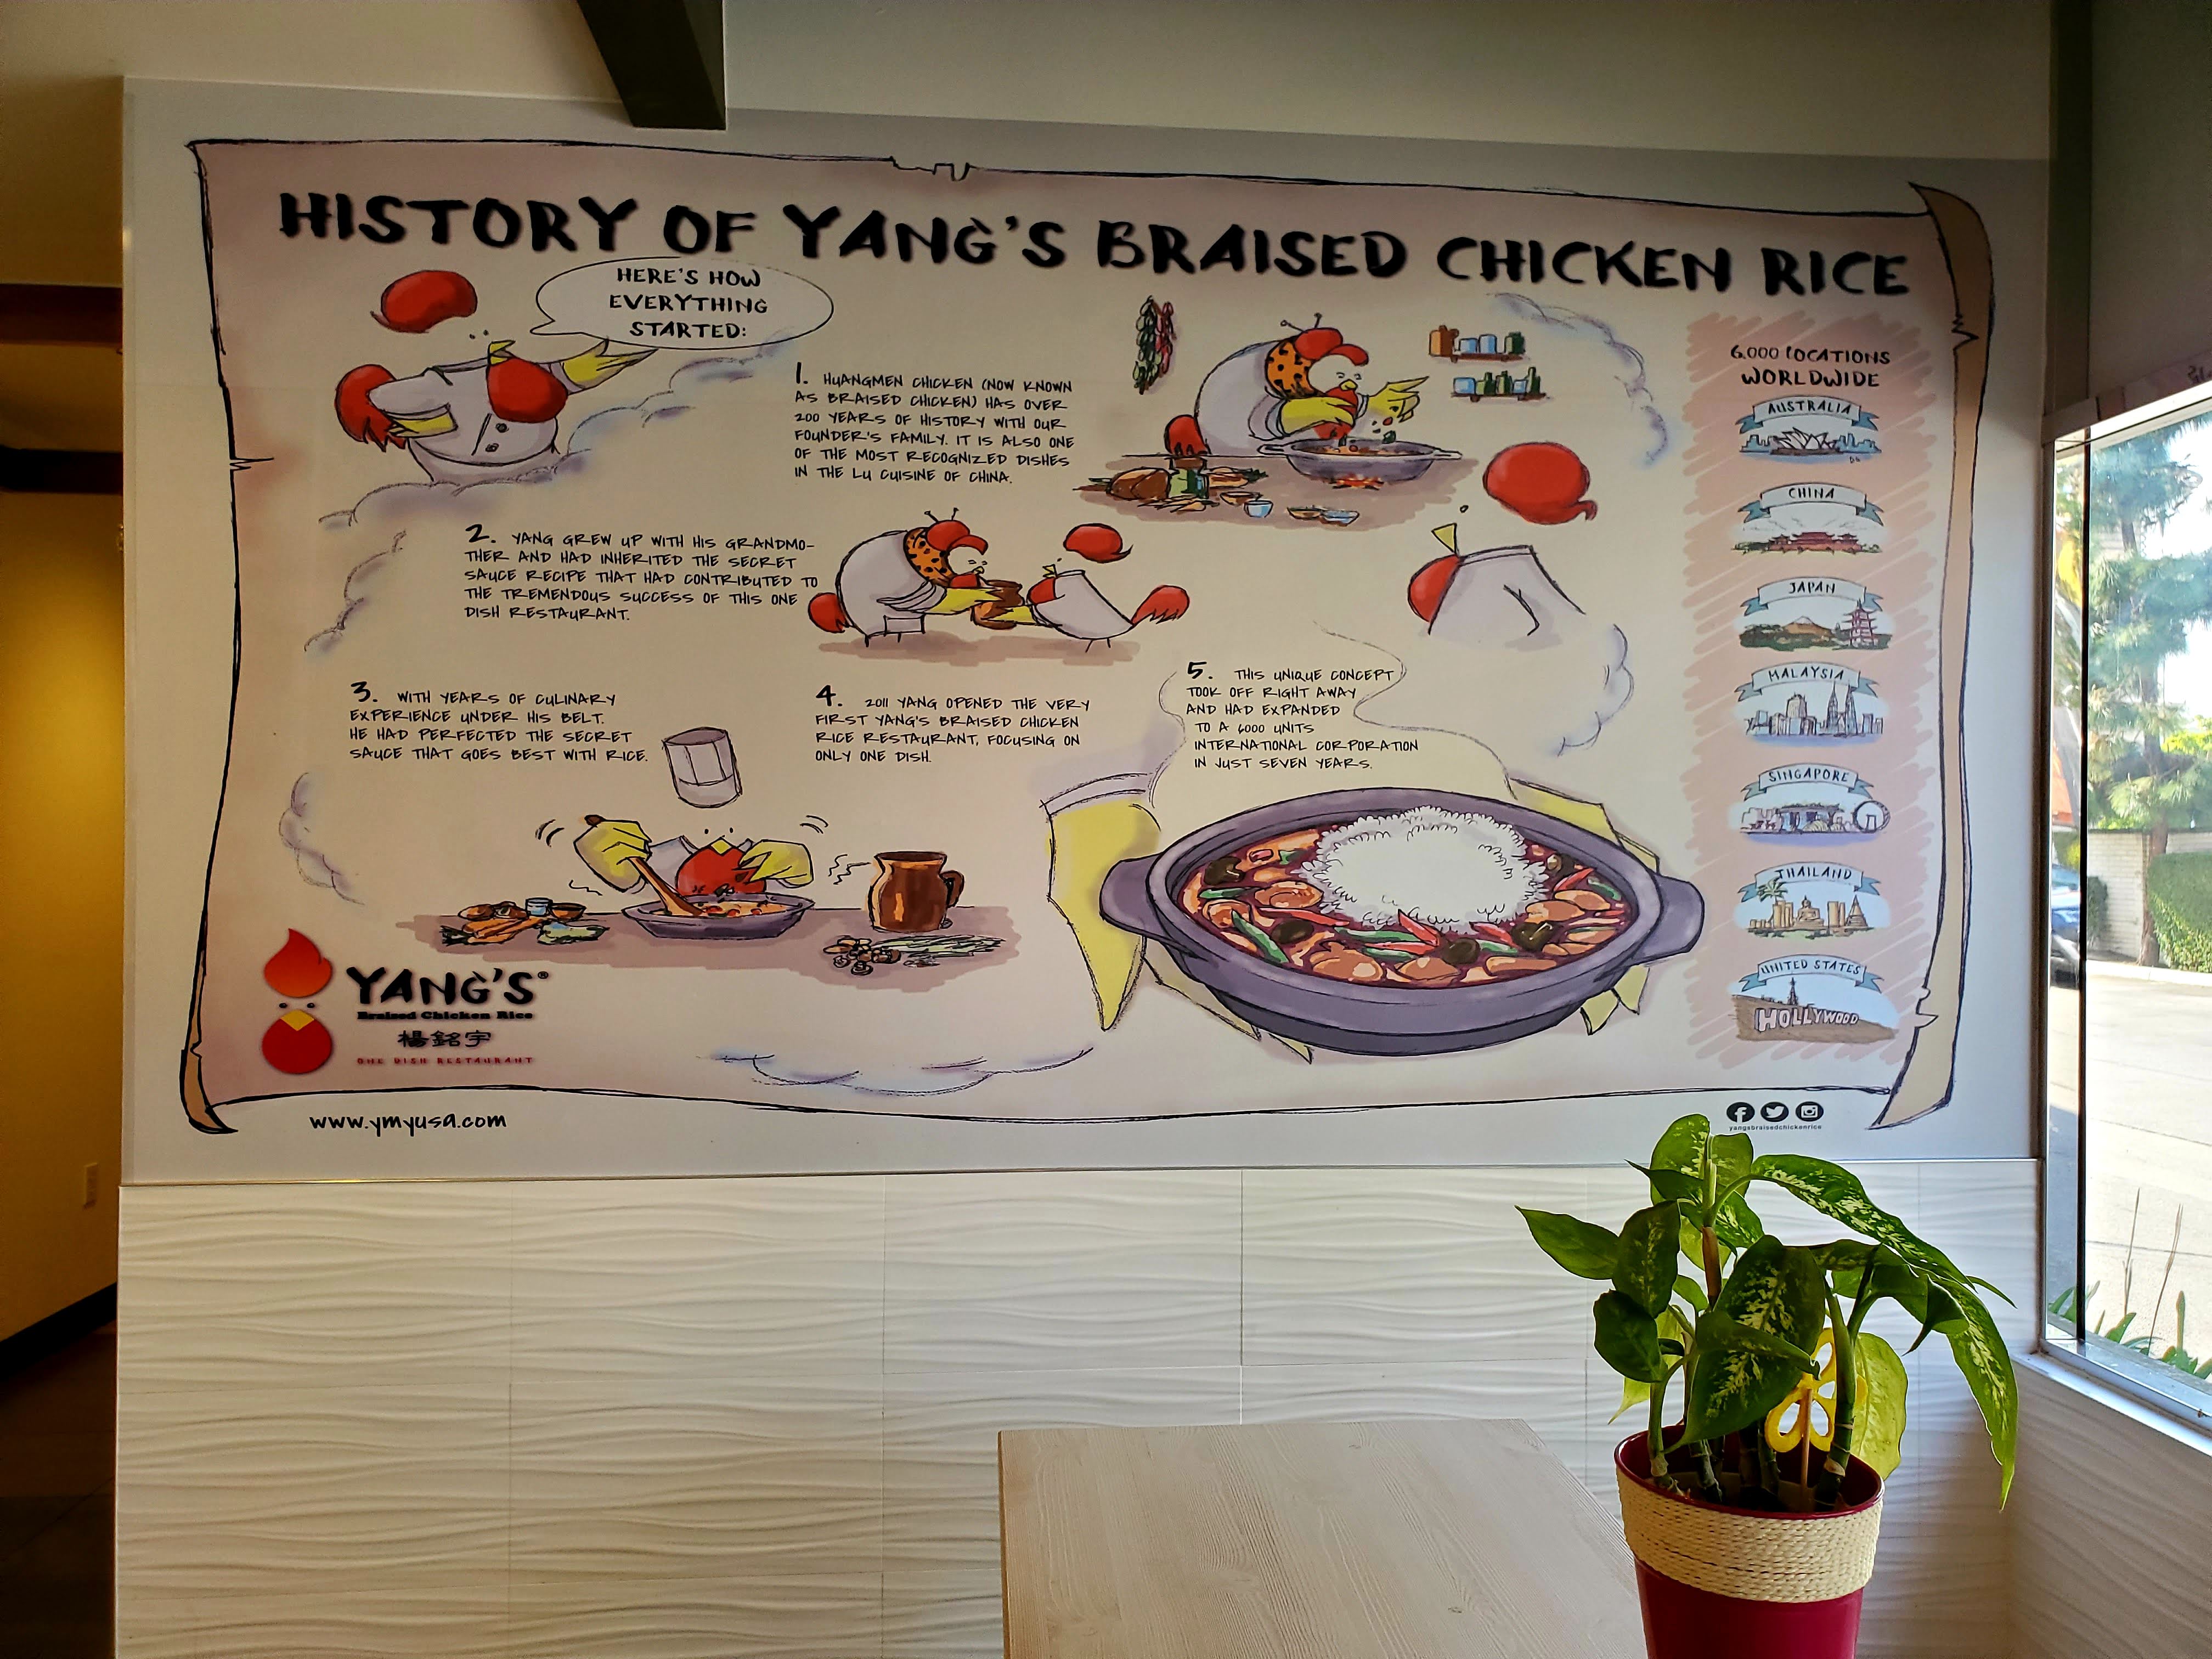 HISTORY OF YANG'S BRAISED CHICKEN RICE
HERE'S HOW
EVERYTHING
STARTED:
1. HUANGMEN CHICKEN (NOW KNOWN
AS BRAISED CHICKEN) HAS OVER
200 YEARS OF HISTORY WITH OUR
FOUNDER'S FAMILY. IT IS ALSO ONE
OF THE MOST RECOGNIZED DISHES
IN THE LU CUISINE OF CHINA.
2. YANG GREW UP WITH HIS GRANDMO-
THER AND HAD INHERITED THE SECRET
SAUCE RECIPE THAT HAD CONTRIBUTED TO
THE TREMENDOUS SUCCESS OF THIS ONE
DISH RESTAURANT.
3. WITH YEARS OF CULINARY
EXPERIENCE UNDER HIS BELT.
HE HAD PERFECTED THE SECRET
SAUCE THAT GOES BEST WITH RICE.
4. 2011 YANG OPENED THE VERY
FIRST YANG'S BRAISED CHICKEN
RICE RESTAURANT, FOCUSING ON
ONLY ONE DISH.
5. THIS UNIQUE CONCEPT
TOOK OFF RIGHT AWAY
AND HAD EXPANDED
TO A 6000 UNITS
INTERNATIONAL CORPORATION
IN JUST SEVEN YEARS.
6,000 LOCATIONS
WORLDWIDE
AUSTRALIA
CHINA
JAPAN
MALAYSIA
SINGAPORE
THAILAND
UNITED STATES
HOLLYWOOD
YANG'S®
Braised Chicken Rice
楊銘宇
ONE DISH RESTAURANT
www.ymyusa.com
yangsbraisedchickenrice